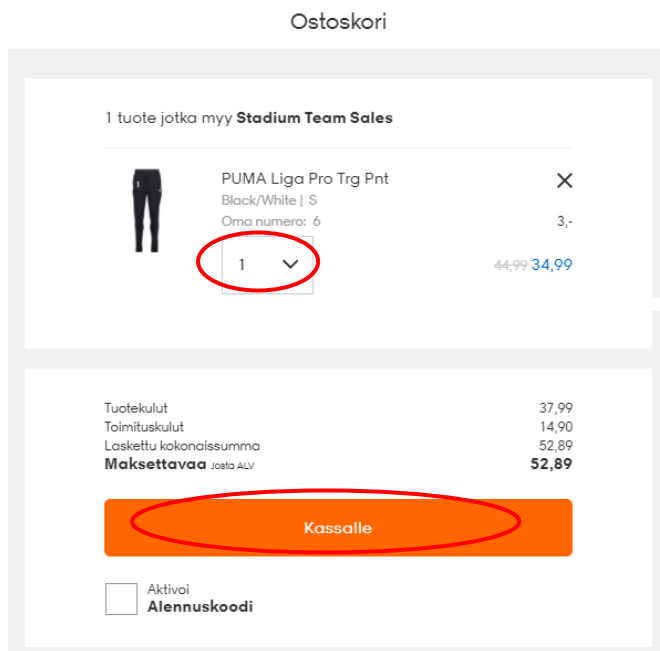 Ostoskori
1 tuote jotka myy Stadium Team Sales
PUMA Liga Pro Trg Pnt
Black/White | S
Oma numero: 6 3,-
1 44,99 34,99
Tuotekulut 37,99
Toimituskulut 14,90
Laskettu kokonaissumma 52,89
Maksettavaa Josta ALV 52,89
Kassalle
Aktivoi
Alennuskoodi